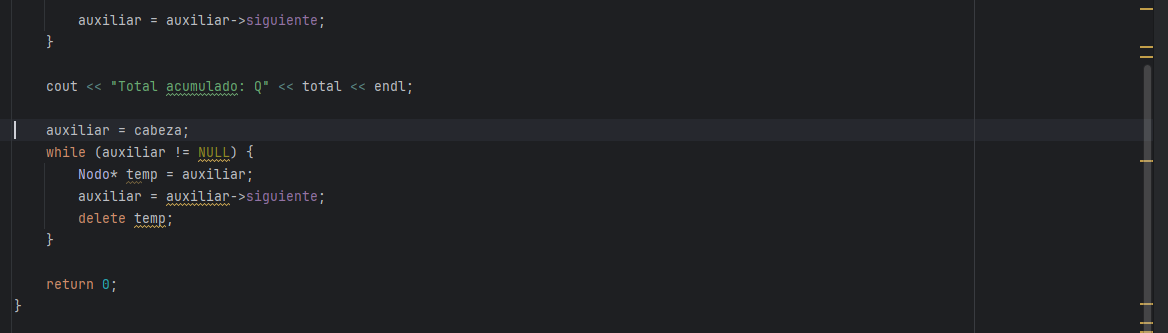 auxiliar = auxiliar->siguiente;
}
cout << "Total acumulado: Q" << total << endl;
auxiliar = cabeza;
while (auxiliar != NULL) {
Nodo* temp = auxiliar;
auxiliar = auxiliar->siguiente;
delete temp;
}
return 0;
}